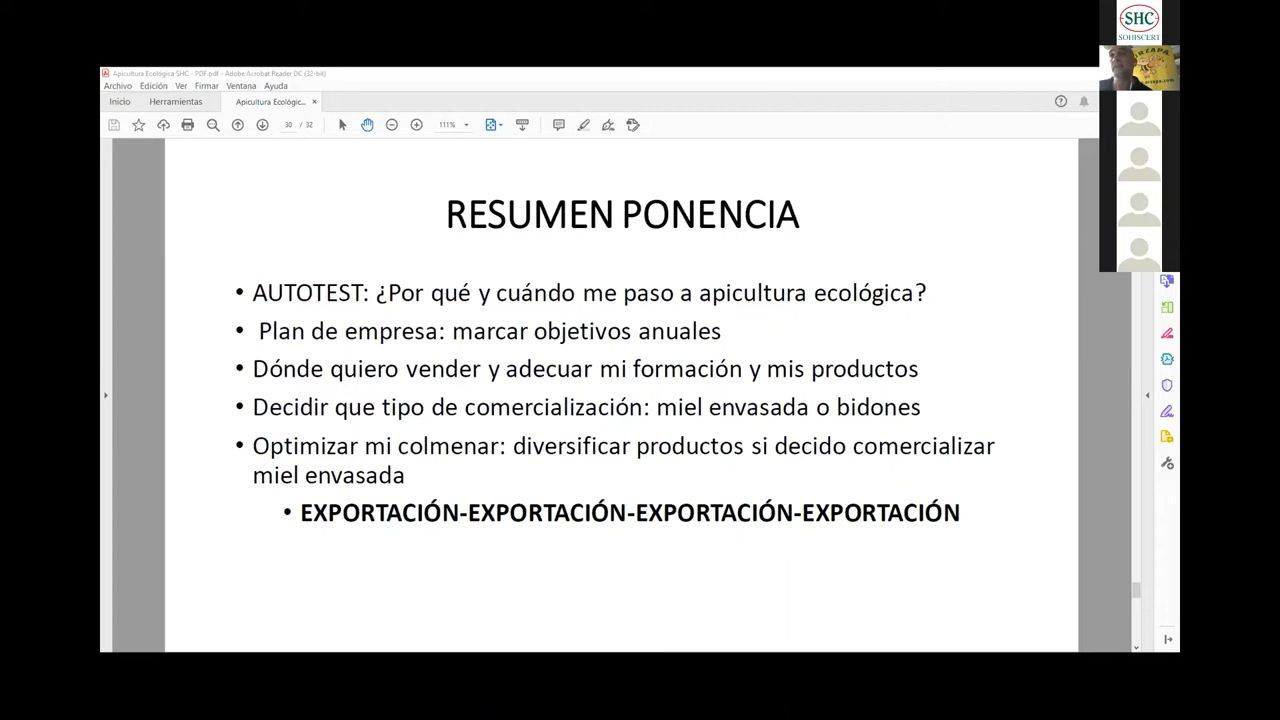 SHC
SOHISCERT
Apicultura Ecológica SHC - PDF.pdf - Adobe Acrobat Reader DC (32-bit)
Archivo Edición Ver Firmar Ventana Ayuda
Inicio Herramientas Apicultura Ecológic... ×
30 / 32 111%
RESUMEN PONENCIA
• AUTOTEST: ¿Por qué y cuándo me paso a apicultura ecológica?
• Plan de empresa: marcar objetivos anuales
• Dónde quiero vender y adecuar mi formación y mis productos
• Decidir que tipo de comercialización: miel envasada o bidones
• Optimizar mi colmenar: diversificar productos si decido comercializar
miel envasada
• EXPORTACIÓN-EXPORTACIÓN-EXPORTACIÓN-EXPORTACIÓN